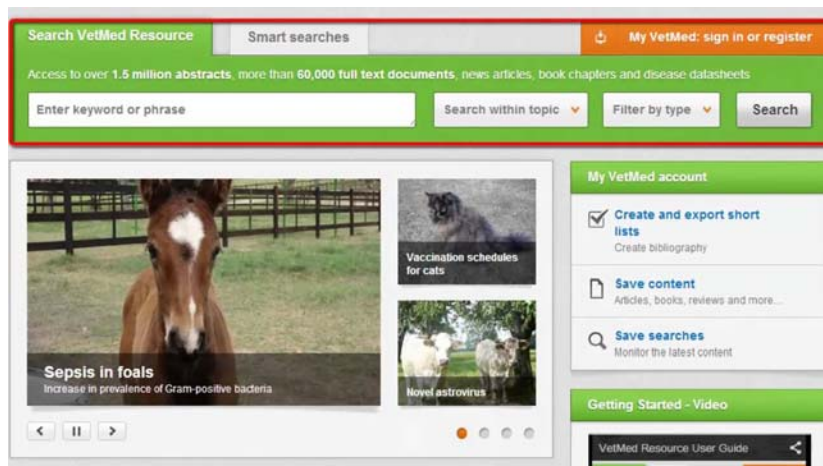 Search VetMed Resource
Smart searches
My VetMed: sign in or register
Access to over 1.5 million abstracts, more than 60,000 full text documents, news articles, book chapters and disease datasheets
Enter keyword or phrase
Search within topic
Filter by type
Search
Sepsis in foals
Increase in prevalence of Gram-positive bacteria
Vaccination schedules
for cats
Novel astrovirus
My VetMed account
Create and export short
lists
Create bibliography
Save content
Articles, books, reviews and more...
Save searches
Monitor the latest content
Getting Started - Video
VetMed Resource User Guide